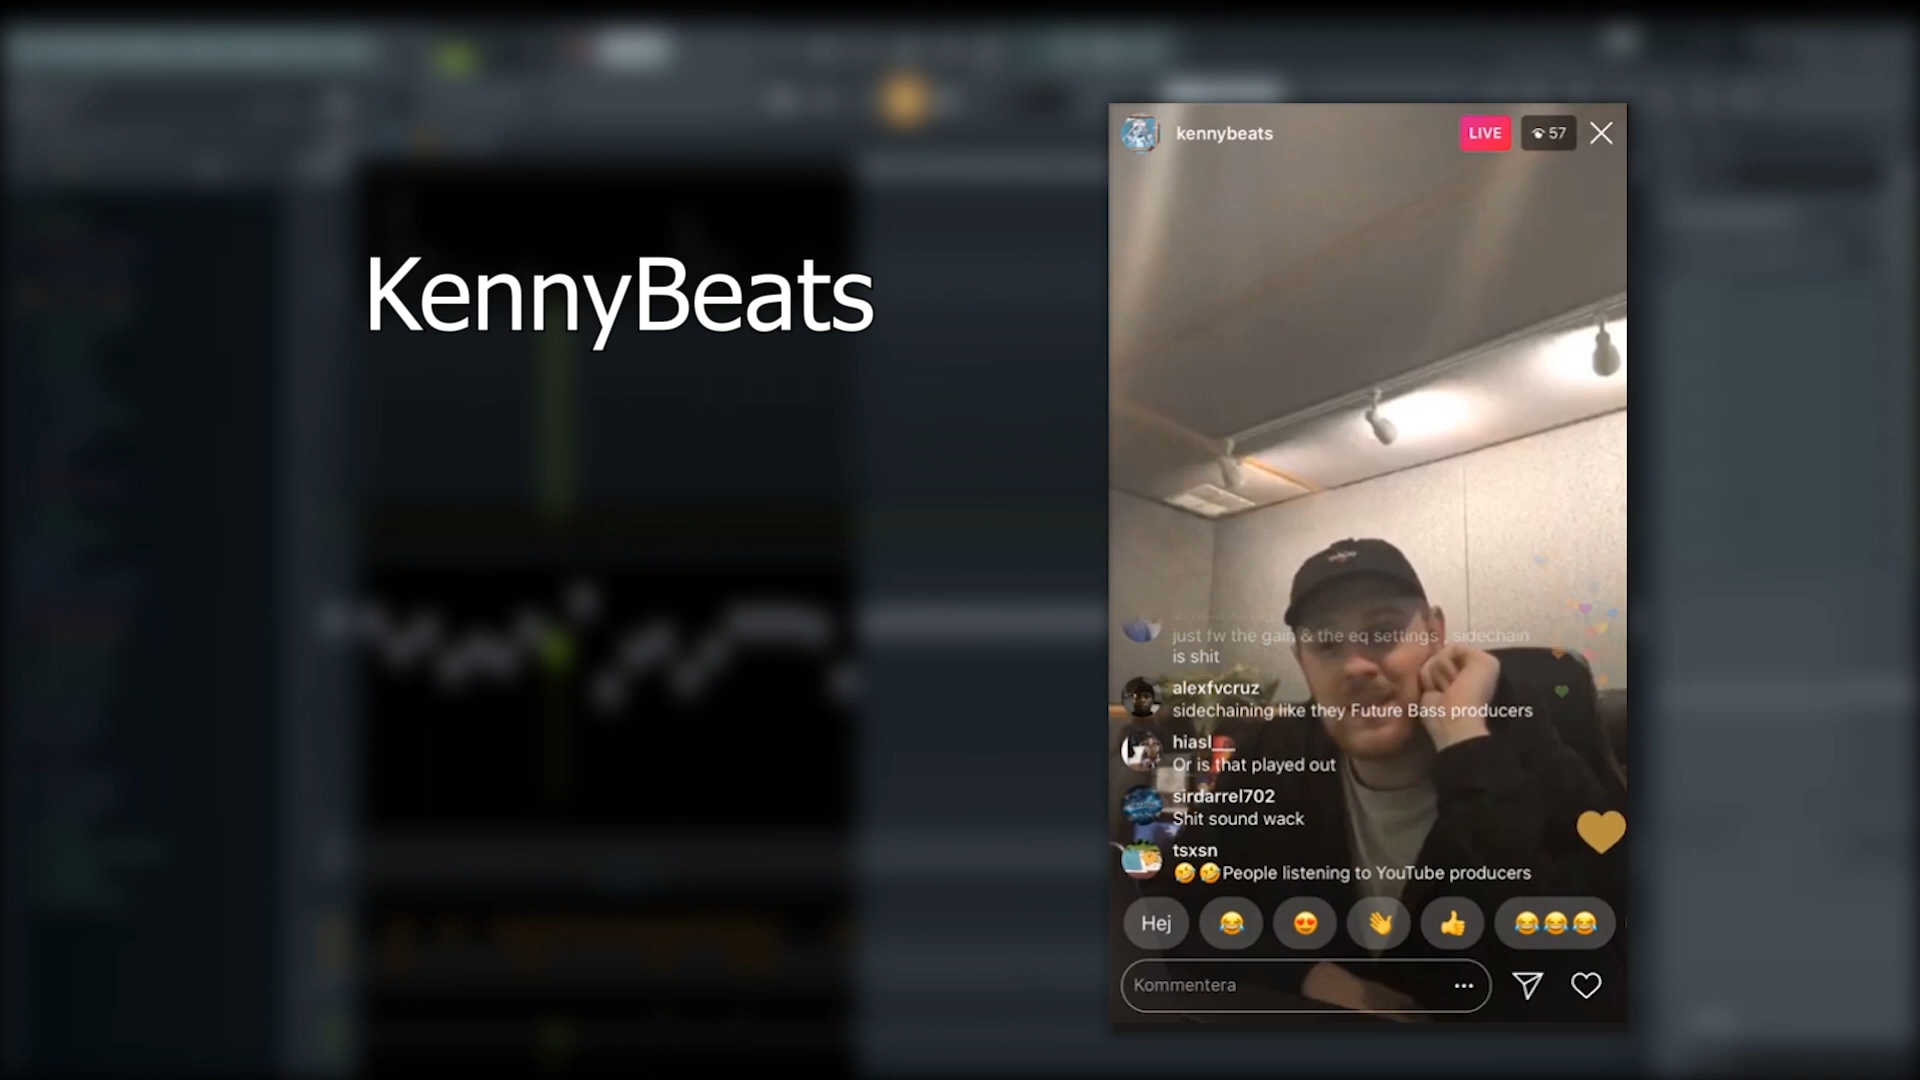 KennyBeats
kennybeats
LIVE
57
just fw the gain & the eq settings , sidechain
is shit
alexfvcruz
sidechaining like they Future Bass producers
hiasl__
Or is that played out
sirdarrel702
Shit sound wack
tsxsn
🤣🤣People listening to YouTube producers
Hej
😂
😍
👋
👍
😂😂😂
Kommentera